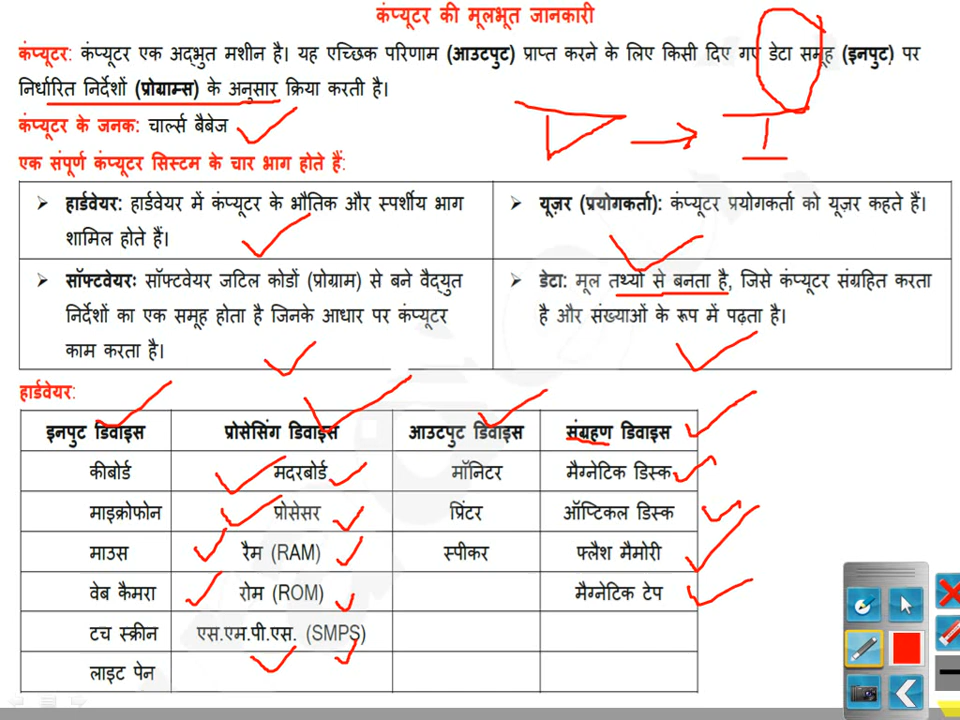 कंप्यूटर की मूलभूत जानकारी
कंप्यूटर: कंप्यूटर एक अद्भुत मशीन है। यह एच्छिक परिणाम (आउटपुट) प्राप्त करने के लिए किसी दिए गए डेटा समूह (इनपुट) पर
निर्धारित निर्देशों (प्रोग्राम्स) के अनुसार क्रिया करती है।
कंप्यूटर के जनक: चार्ल्स बैबेज
एक संपूर्ण कंप्यूटर सिस्टम के चार भाग होते हैं:
हार्डवेयर: हार्डवेयर में कंप्यूटर के भौतिक और स्पर्शीय भाग
शामिल होते हैं।
यूज़र (प्रयोगकर्ता): कंप्यूटर प्रयोगकर्ता को यूज़र कहते हैं।
सॉफ्टवेयर: सॉफ्टवेयर जटिल कोडों (प्रोग्राम) से बने वैद्युत
निर्देशों का एक समूह होता है जिनके आधार पर कंप्यूटर
काम करता है।
डेटा: मूल तथ्यो से बनता है, जिसे कंप्यूटर संग्रहित करता
है और संख्याओं के रूप में पढ़ता है।
हार्डवेयर:
इनपुट डिवाइस प्रोसेसिंग डिवाइस आउटपुट डिवाइस संग्रहण डिवाइस
कीबोर्ड मदरबोर्ड मॉनिटर मैग्नेटिक डिस्क
माइक्रोफोन प्रोसेसर प्रिंटर ऑप्टिकल डिस्क
माउस रैम (RAM) स्पीकर फ्लैश मैमोरी
वेब कैमरा रोम (ROM) मैग्नेटिक टेप
टच स्क्रीन एस.एम.पी.एस. (SMPS)
लाइट पेन